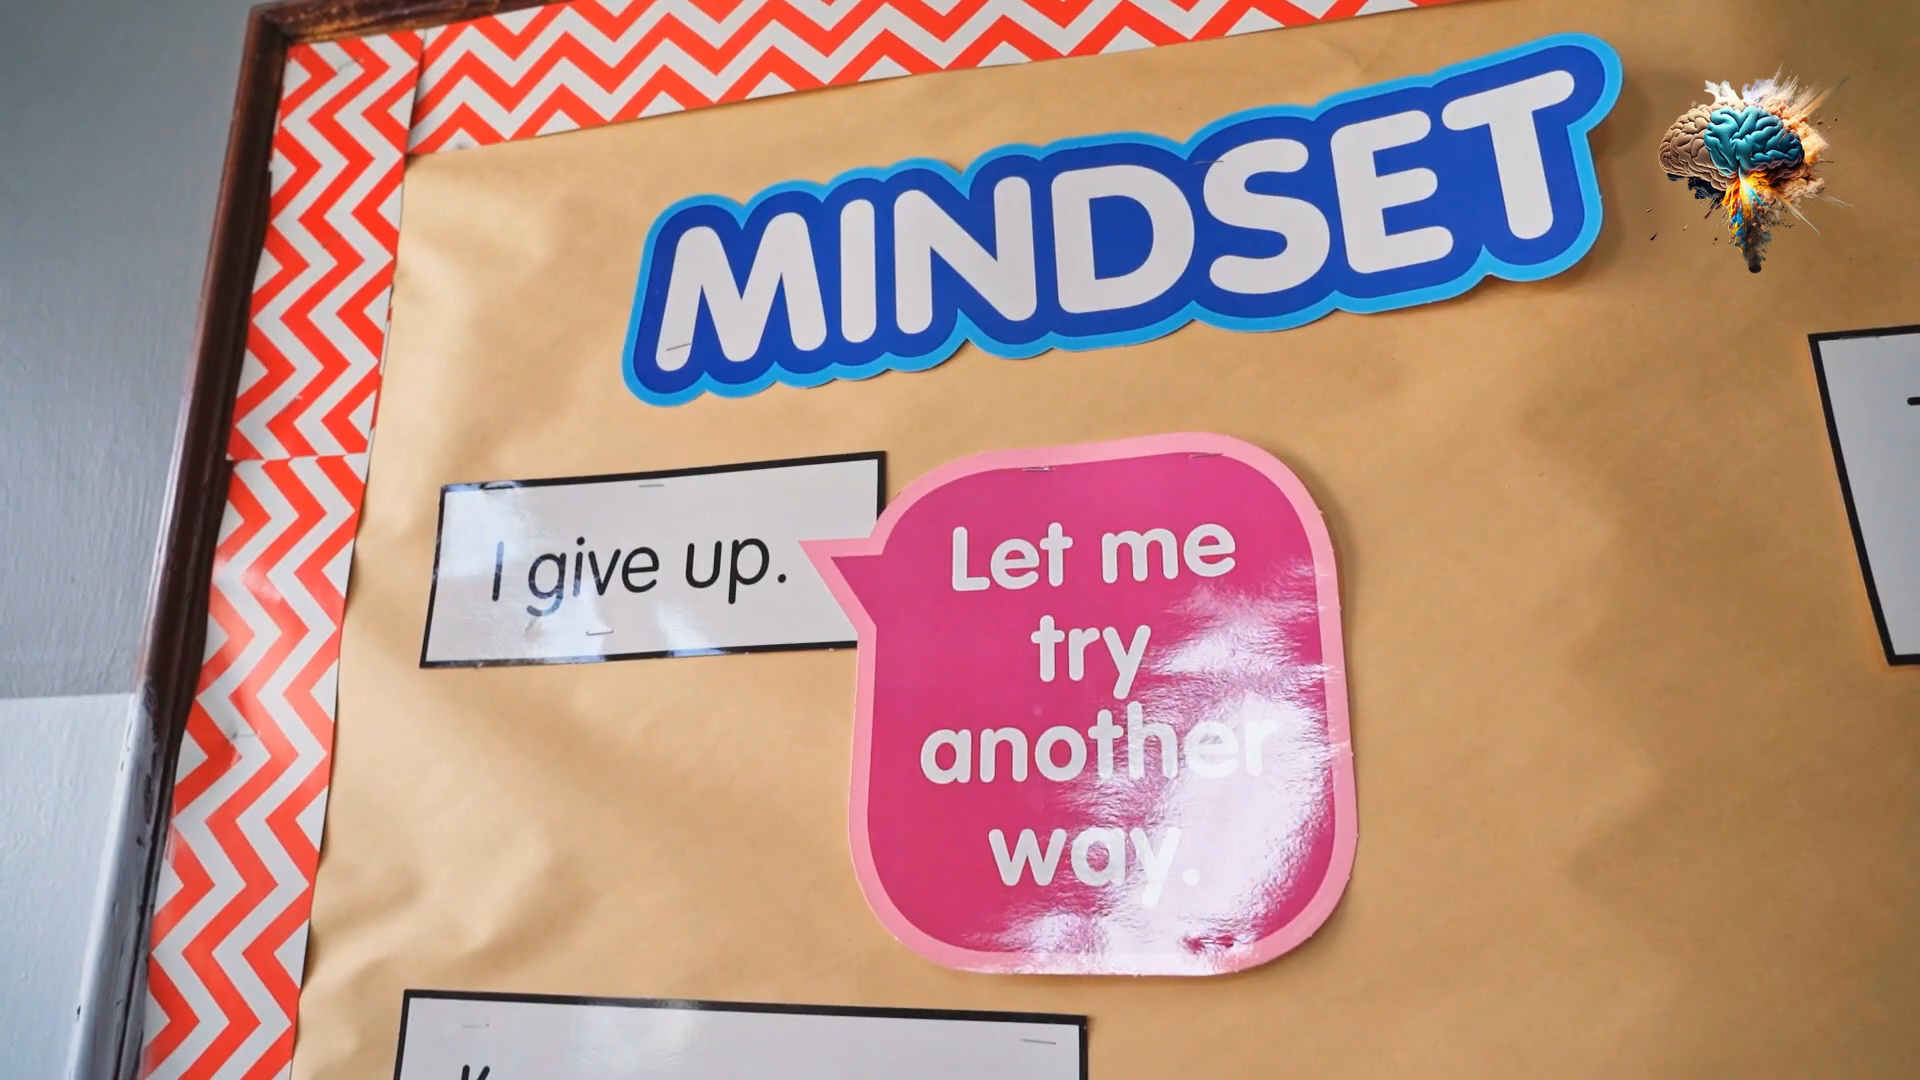 MINDSET
I give up.
Let me
try
another
way.